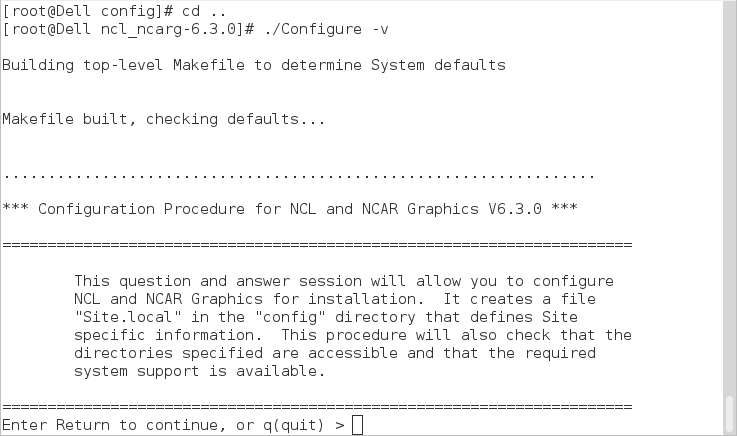 [root@Dell config]# cd ..
[root@Dell ncl_ncarg-6.3.0]# ./Configure -v
Building top-level Makefile to determine System defaults
Makefile built, checking defaults...
..................................................................
*** Configuration Procedure for NCL and NCAR Graphics V6.3.0 ***
======================================================================
This question and answer session will allow you to configure
NCL and NCAR Graphics for installation.  It creates a file
"Site.local" in the "config" directory that defines Site
specific information.  This procedure will also check that the
directories specified are accessible and that the required
system support is available.
======================================================================
Enter Return to continue, or q(quit) >